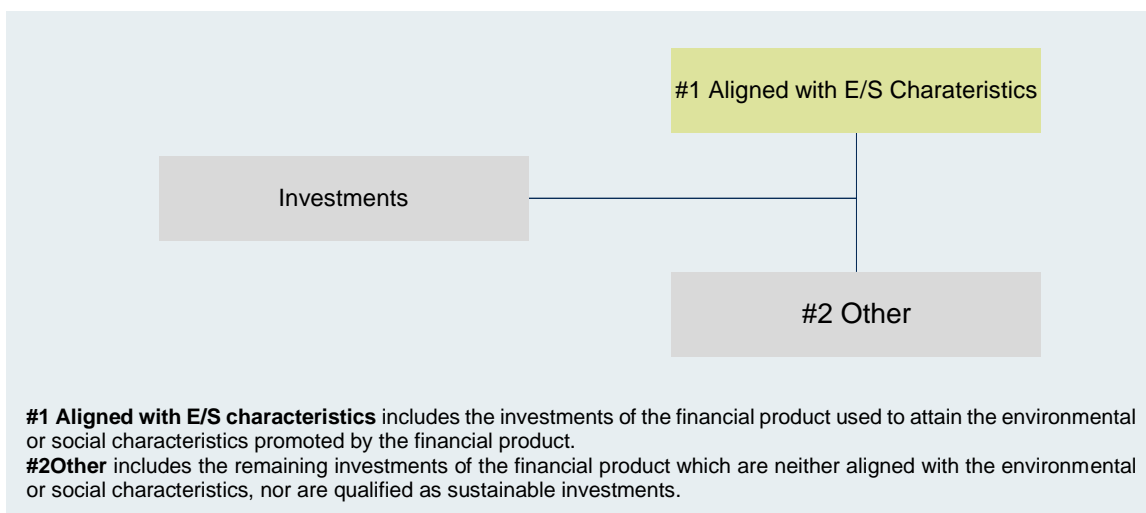 #1 Aligned with E/S Charateristics
Investments
#2 Other
#1 Aligned with E/S characteristics includes the investments of the financial product used to attain the environmental
or social characteristics promoted by the financial product.
#2Other includes the remaining investments of the financial product which are neither aligned with the environmental
or social characteristics, nor are qualified as sustainable investments.